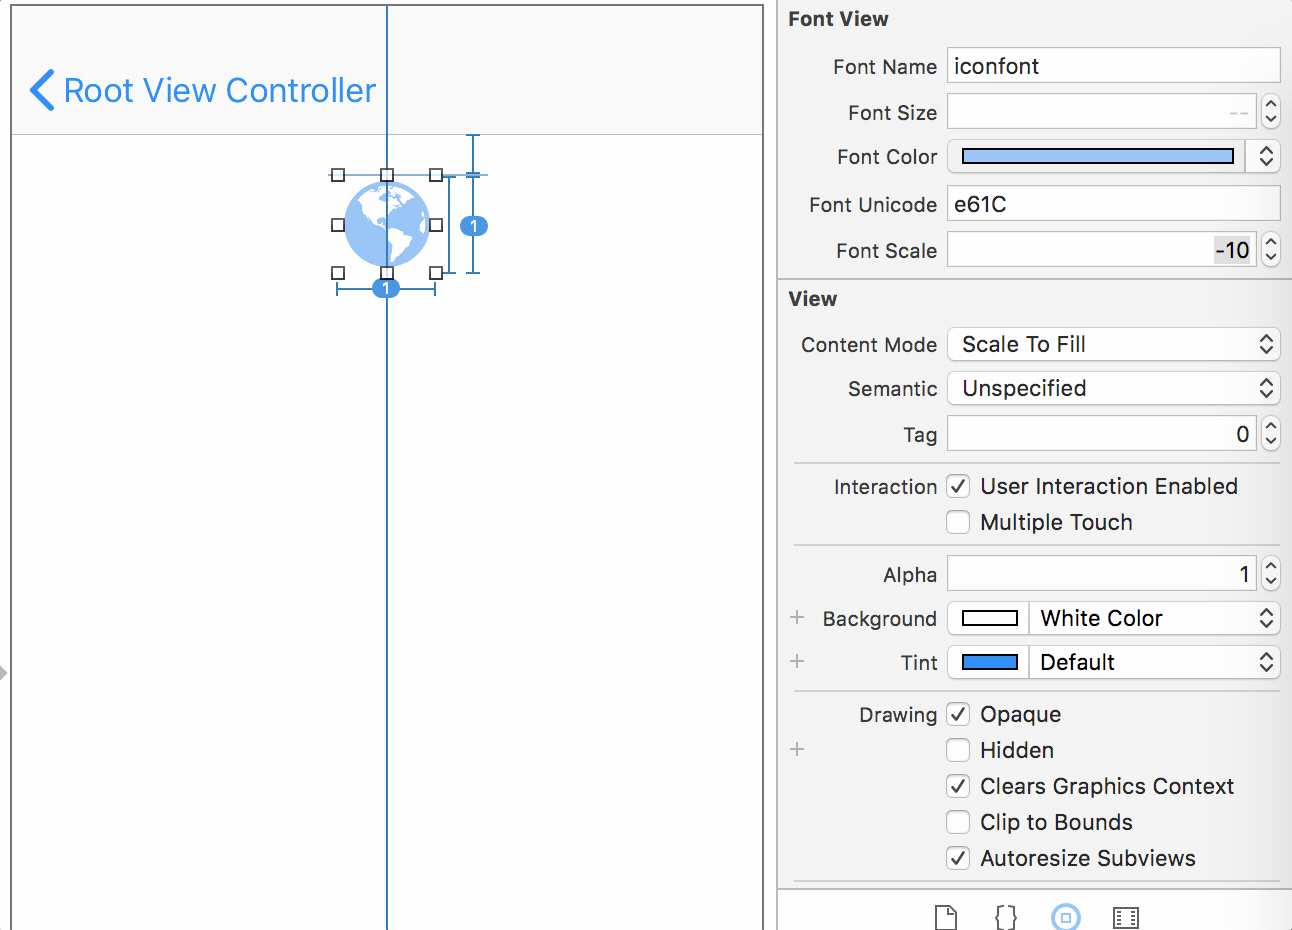 Root View Controller
1
1
Font View
Font Name iconfont
Font Size --
Font Color
Font Unicode e61C
Font Scale -10
View
Content Mode Scale To Fill
Semantic Unspecified
Tag 0
Interaction User Interaction Enabled
Multiple Touch
Alpha 1
+ Background White Color
+ Tint Default
Drawing Opaque
+ Hidden
Clears Graphics Context
Clip to Bounds
Autoresize Subviews
{}